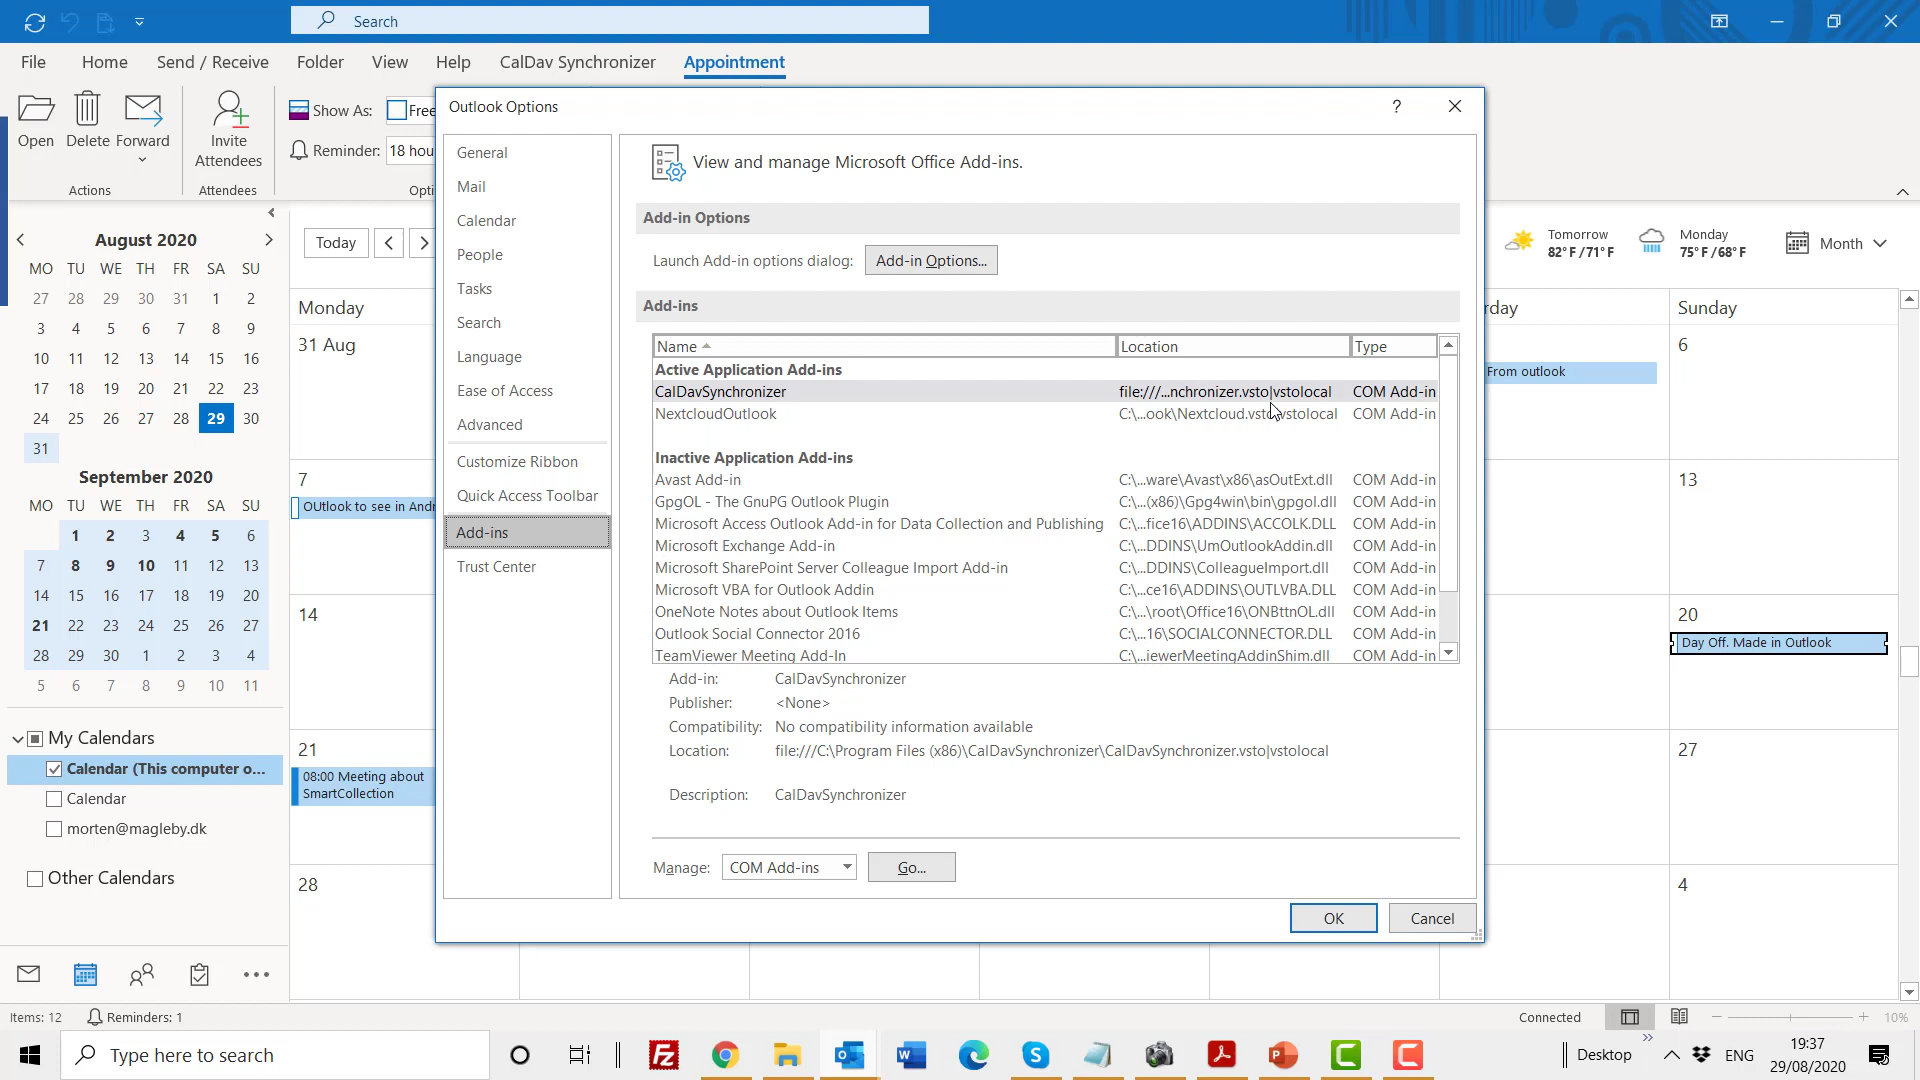 Search
File Home Send / Receive Folder View Help CalDav Synchronizer Appointment
Open Delete Forward Invite Attendees
Show As: Free
Reminder: 18 hou
Actions Attendees Opti
Outlook Options ?
General
Mail
Calendar
People
Tasks
Search
Language
Ease of Access
Advanced
Customize Ribbon
Quick Access Toolbar
Add-ins
Trust Center
View and manage Microsoft Office Add-ins.
Add-in Options
Launch Add-in options dialog: Add-in Options...
Add-ins
Name Location Type
Active Application Add-ins
CalDavSynchronizer file:///...nchronizer.vsto|vstolocal COM Add-in
NextcloudOutlook C:\...ook\Nextcloud.vsto|vstolocal COM Add-in
Inactive Application Add-ins
Avast Add-in C:\...ware\Avast\x86\asOutExt.dll COM Add-in
GpgOL - The GnuPG Outlook Plugin C:\...(x86)\Gpg4win\bin\gpgol.dll COM Add-in
Microsoft Access Outlook Add-in for Data Collection and Publishing C:\...fice16\ADDINS\ACCOLK.DLL COM Add-in
Microsoft Exchange Add-in C:\...DDINS\UmOutlookAddin.dll COM Add-in
Microsoft SharePoint Server Colleague Import Add-in C:\...DDINS\ColleagueImport.dll COM Add-in
Microsoft VBA for Outlook Addin C:\...ce16\ADDINS\OUTLVBA.DLL COM Add-in
OneNote Notes about Outlook Items C:\...\root\Office16\ONBttnOL.dll COM Add-in
Outlook Social Connector 2016 C:\...16\SOCIALCONNECTOR.DLL COM Add-in
TeamViewer Meeting Add-In C:\...iewerMeetingAddinShim.dll COM Add-in
Add-in: CalDavSynchronizer
Publisher: <None>
Compatibility: No compatibility information available
Location: file:///C:\Program Files (x86)\CalDavSynchronizer\CalDavSynchronizer.vsto|vstolocal
Description: CalDavSynchronizer
Manage: COM Add-ins Go...
OK Cancel
August 2020
MO TU WE TH FR SA SU
27 28 29 30 31 1 2
3 4 5 6 7 8 9
10 11 12 13 14 15 16
17 18 19 20 21 22 23
24 25 26 27 28 29 30
31
September 2020
MO TU WE TH FR SA SU
1 2 3 4 5 6
7 8 9 10 11 12 13
14 15 16 17 18 19 20
21 22 23 24 25 26 27
28 29 30 1 2 3 4
5 6 7 8 9 10 11
My Calendars
Calendar (This computer o...
Calendar
morten@magleby.dk
Other Calendars
Today
Tomorrow
82°F/71°F
Monday
75°F/68°F
Month
Monday rday Sunday
31 Aug 6
From outlook
7 13
OUtlook to see in Andr
14 20
Day Off. Made in Outlook
21 27
08:00 Meeting about
SmartCollection
28 4
Items: 12 Reminders: 1 Connected 10%
Type here to search
Desktop ENG
19:37
29/08/2020